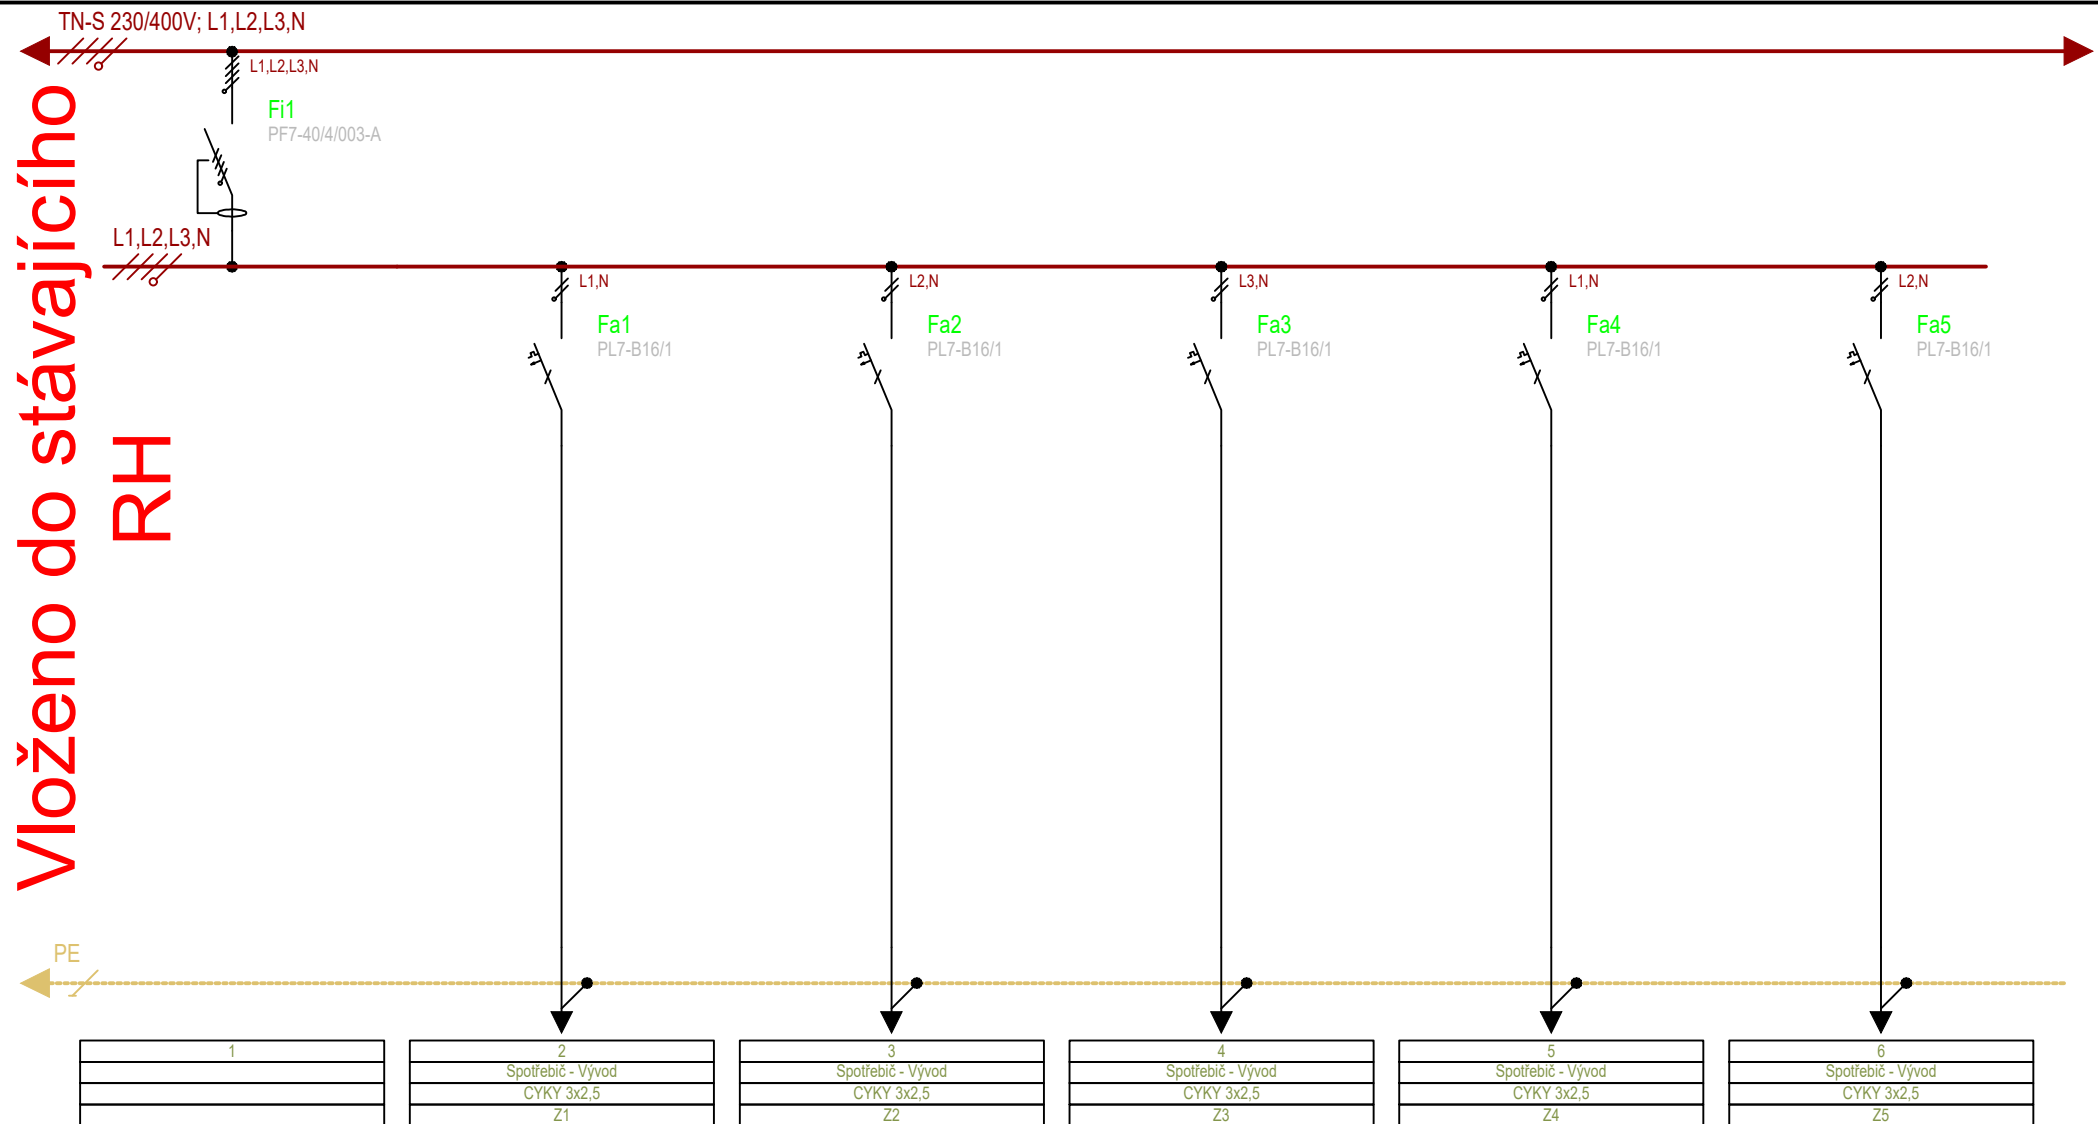 TN-S 230/400V; L1,L2,L3,N
L1,L2,L3,N
Fi1
PF7-40/4/003-A
Vloženo do stávajícího
RH
L1,L2,L3,N
L1,N
Fa1
PL7-B16/1
L2,N
Fa2
PL7-B16/1
L3,N
Fa3
PL7-B16/1
L1,N
Fa4
PL7-B16/1
L2,N
Fa5
PL7-B16/1
PE
1
2
Spotřebič - Vývod
CYKY 3x2,5
Z1
3
Spotřebič - Vývod
CYKY 3x2,5
Z2
4
Spotřebič - Vývod
CYKY 3x2,5
Z3
5
Spotřebič - Vývod
CYKY 3x2,5
Z4
6
Spotřebič - Vývod
CYKY 3x2,5
Z5